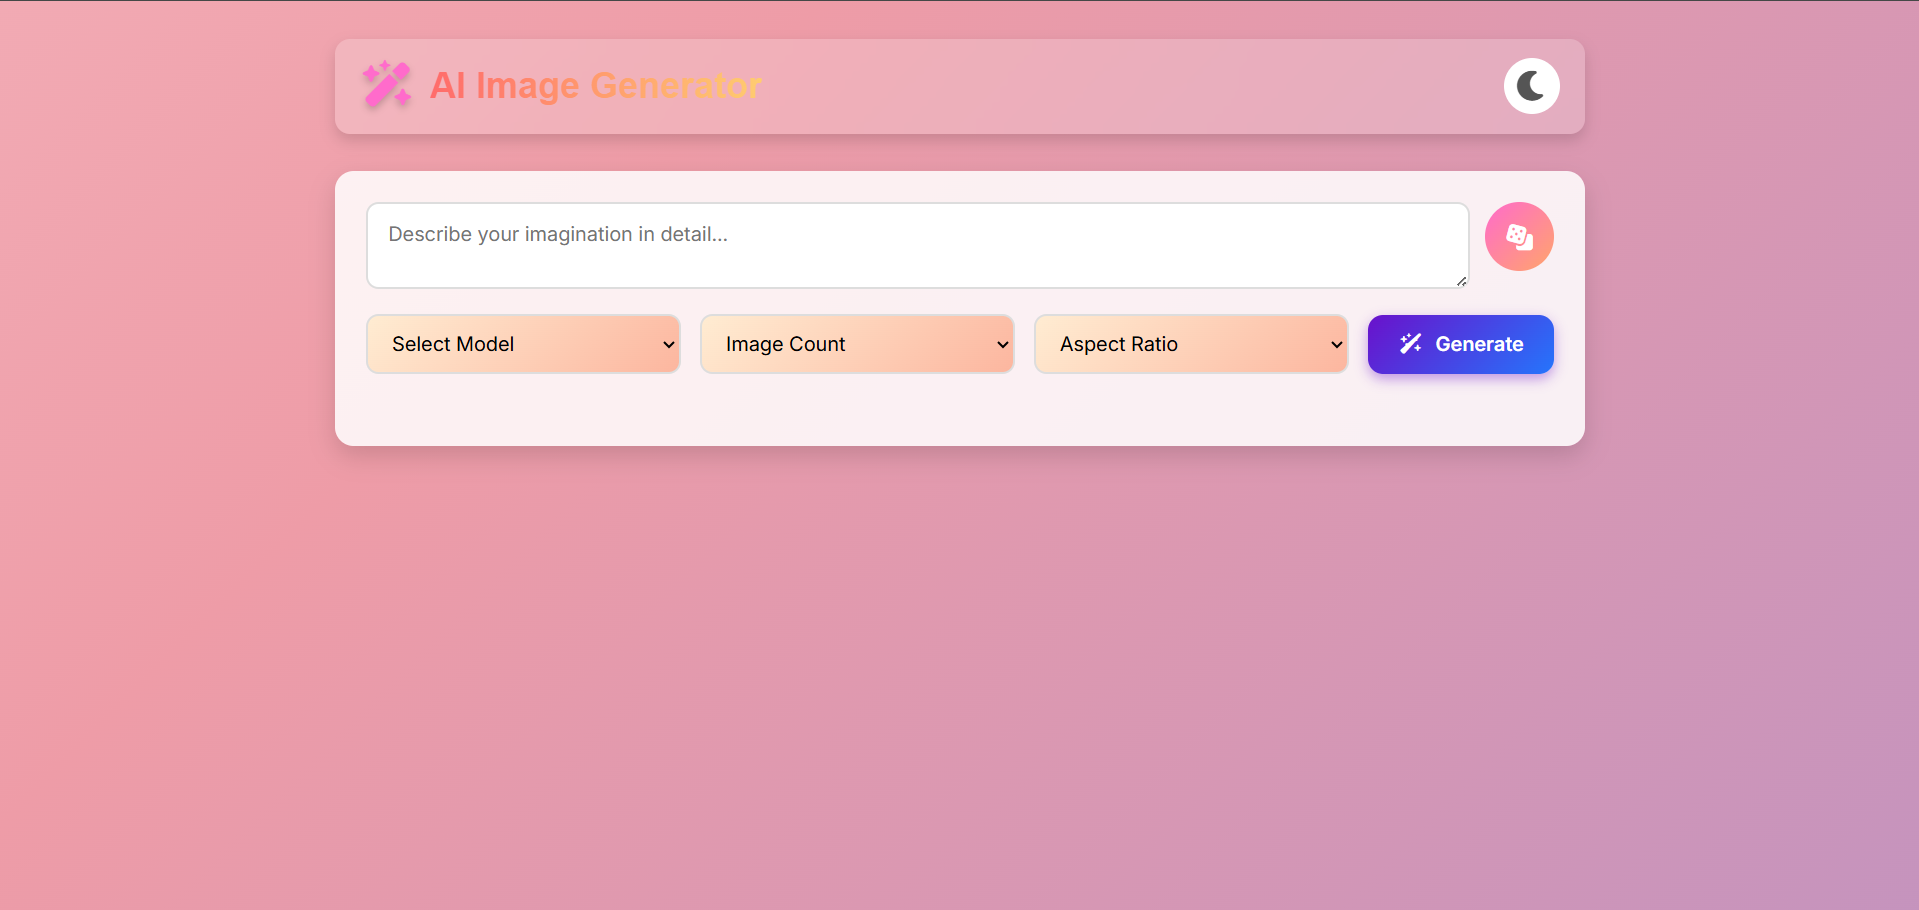 AI Image Generator
Describe your imagination in detail...
Select Model
Image Count
Aspect Ratio
Generate